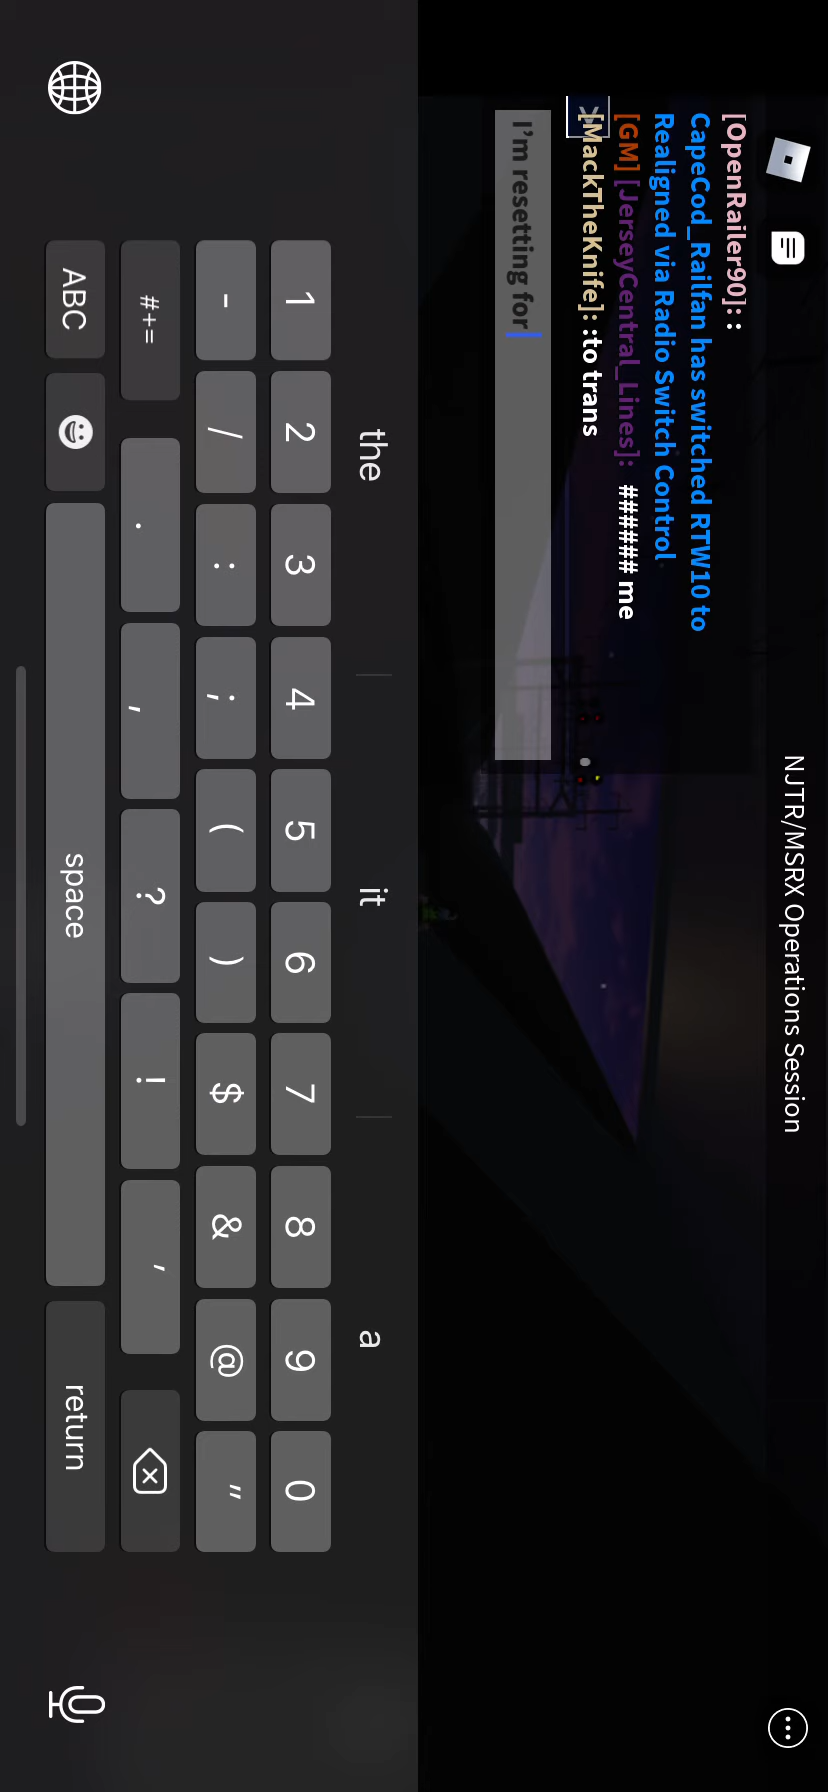 NJTR/MSRX Operations Session
[OpenRailer90]: :
CapeCod_Railfan has switched RTW10 to
Realigned via Radio Switch Control
[GM] [JerseyCentral_Lines]: ###### me
[MackTheKnife]: :to trans
I'm resetting for
the it a
1 2 3 4 5 6 7 8 9 0
- / : ; ( ) $ & @ "
#+= . , ? ! '
ABC space return